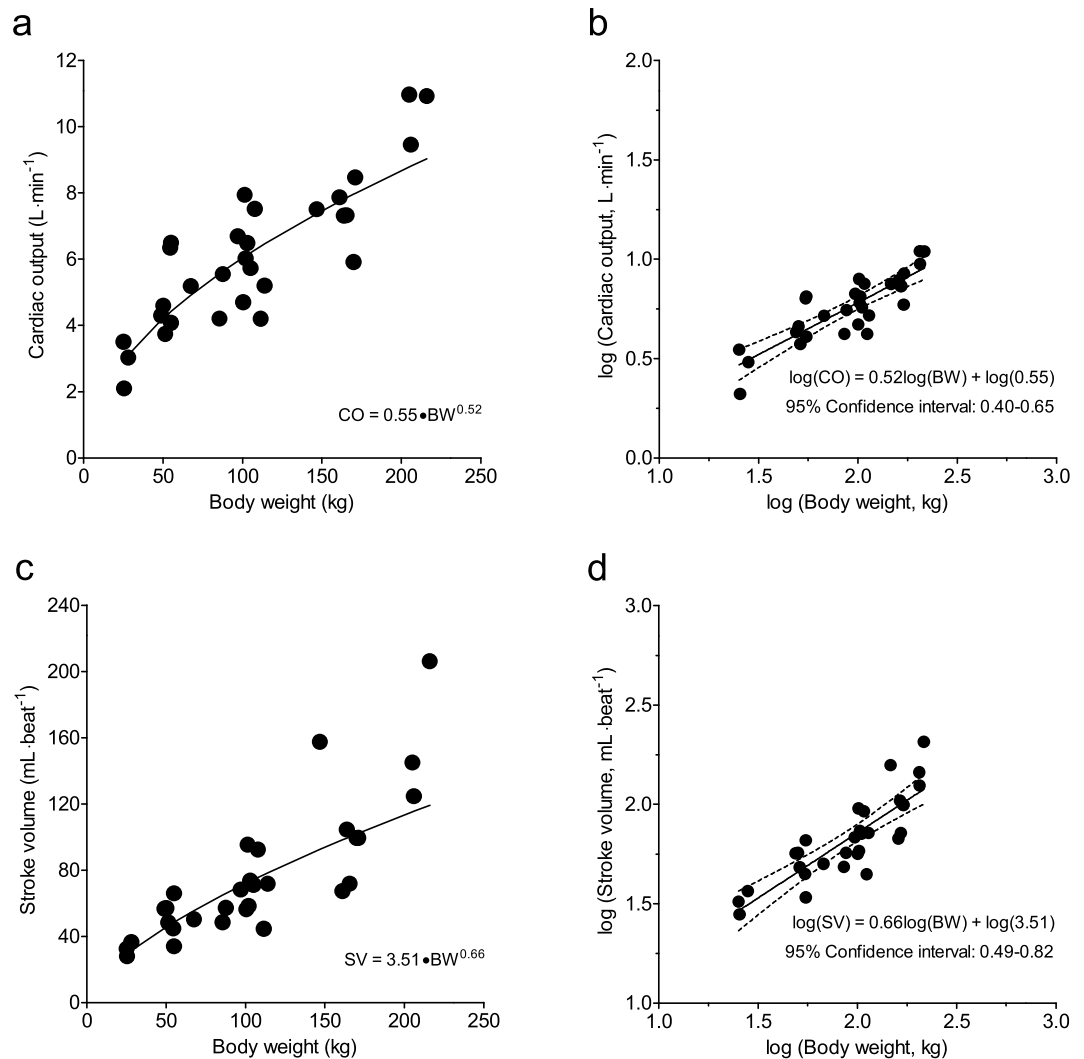 a
12
10
8
6
4
2
0
Cardiac output (L·min⁻¹)
CO = 0.55•BW^0.52
0 50 100 150 200 250
Body weight (kg)
b
2.0
1.5
1.0
0.5
0.0
log (Cardiac output, L·min⁻¹)
log(CO) = 0.52log(BW) + log(0.55)
95% Confidence interval: 0.40-0.65
1.0 1.5 2.0 2.5 3.0
log (Body weight, kg)
c
240
200
160
120
80
40
0
Stroke volume (mL·beat⁻¹)
SV = 3.51•BW^0.66
0 50 100 150 200 250
Body weight (kg)
d
3.0
2.5
2.0
1.5
1.0
log (Stroke volume, mL·beat⁻¹)
log(SV) = 0.66log(BW) + log(3.51)
95% Confidence interval: 0.49-0.82
1.0 1.5 2.0 2.5 3.0
log (Body weight, kg)